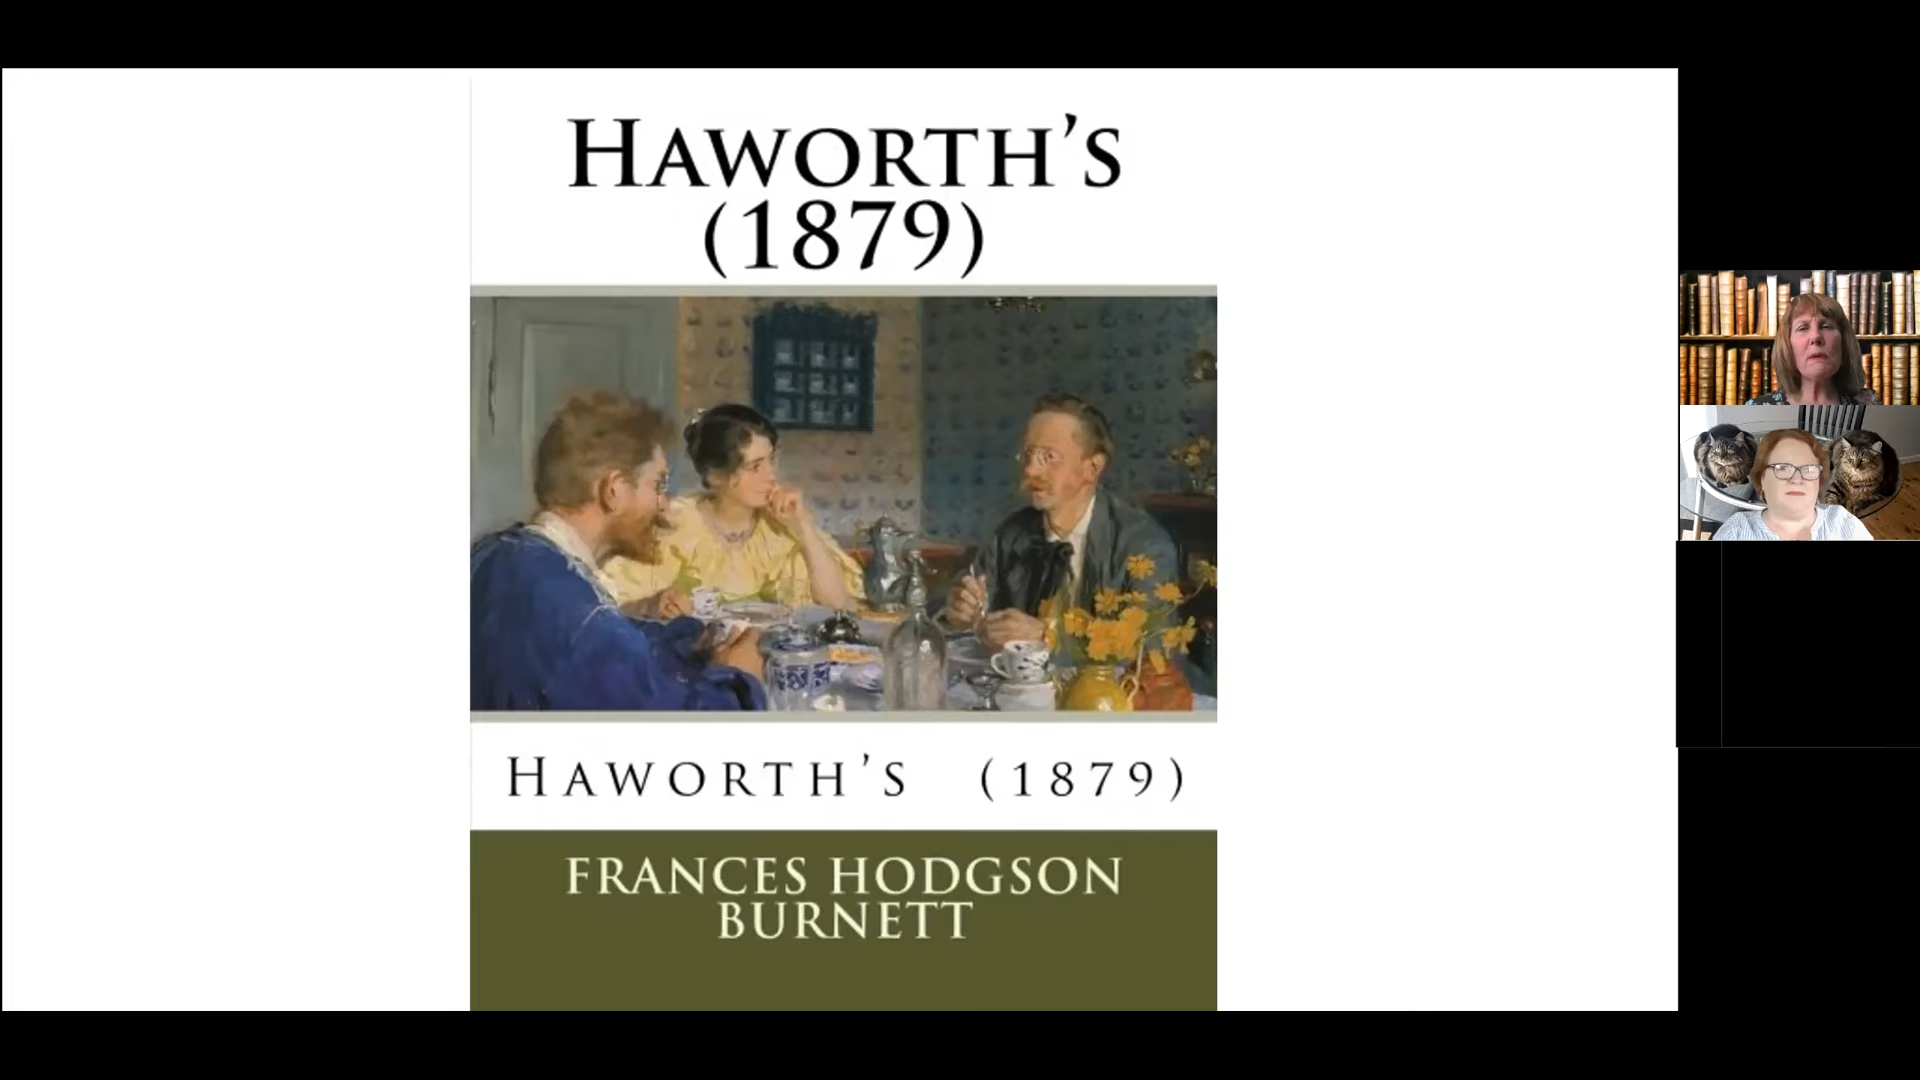 HAWORTH'S
(1879)
HAWORTH'S (1879)
FRANCES HODGSON
BURNETT